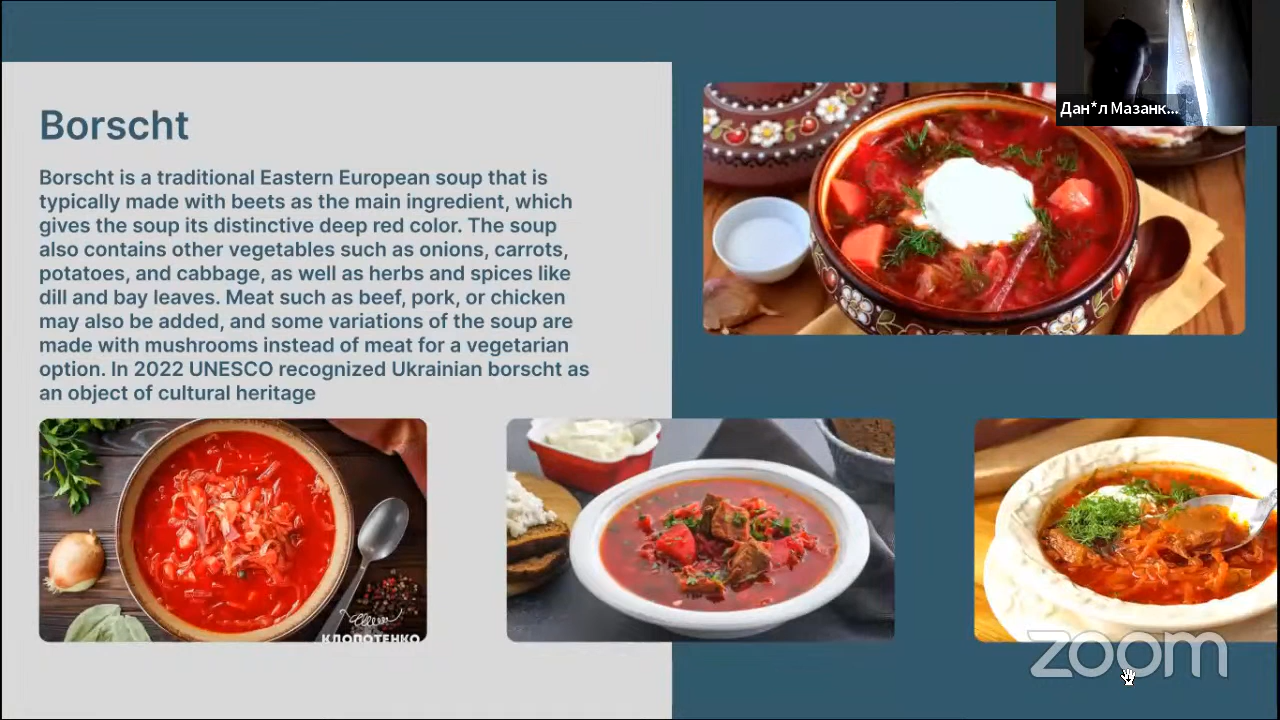 Дан*л Мазанк...
Borscht
Borscht is a traditional Eastern European soup that is
typically made with beets as the main ingredient, which
gives the soup its distinctive deep red color. The soup
also contains other vegetables such as onions, carrots,
potatoes, and cabbage, as well as herbs and spices like
dill and bay leaves. Meat such as beef, pork, or chicken
may also be added, and some variations of the soup are
made with mushrooms instead of meat for a vegetarian
option. In 2022 UNESCO recognized Ukrainian borscht as
an object of cultural heritage
КЛОПОТЕНКО
zoom